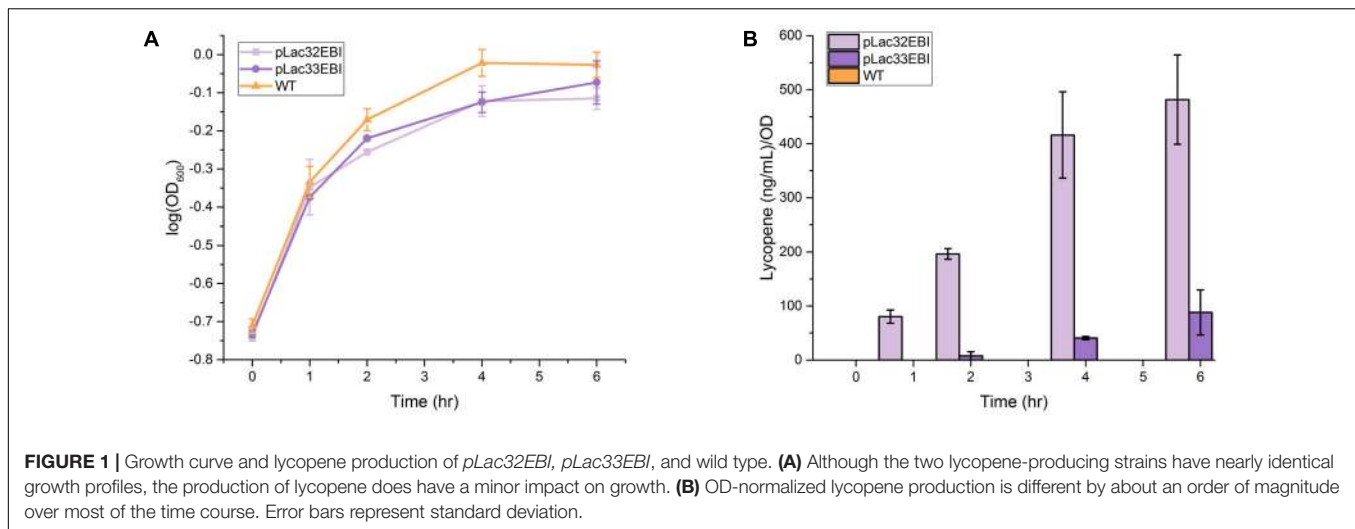 A
pLac32EBI
pLac33EBI
WT
0.0
-0.1
-0.2
-0.3
-0.4
-0.5
-0.6
-0.7
-0.8
log(OD600)
0 1 2 3 4 5 6
Time (hr)
B
pLac32EBI
pLac33EBI
WT
600
500
400
300
200
100
0
Lycopene (ng/mL)/OD
0 1 2 3 4 5 6
Time (hr)
FIGURE 1 | Growth curve and lycopene production of pLac32EBI, pLac33EBI, and wild type. (A) Although the two lycopene-producing strains have nearly identical
growth profiles, the production of lycopene does have a minor impact on growth. (B) OD-normalized lycopene production is different by about an order of magnitude
over most of the time course. Error bars represent standard deviation.